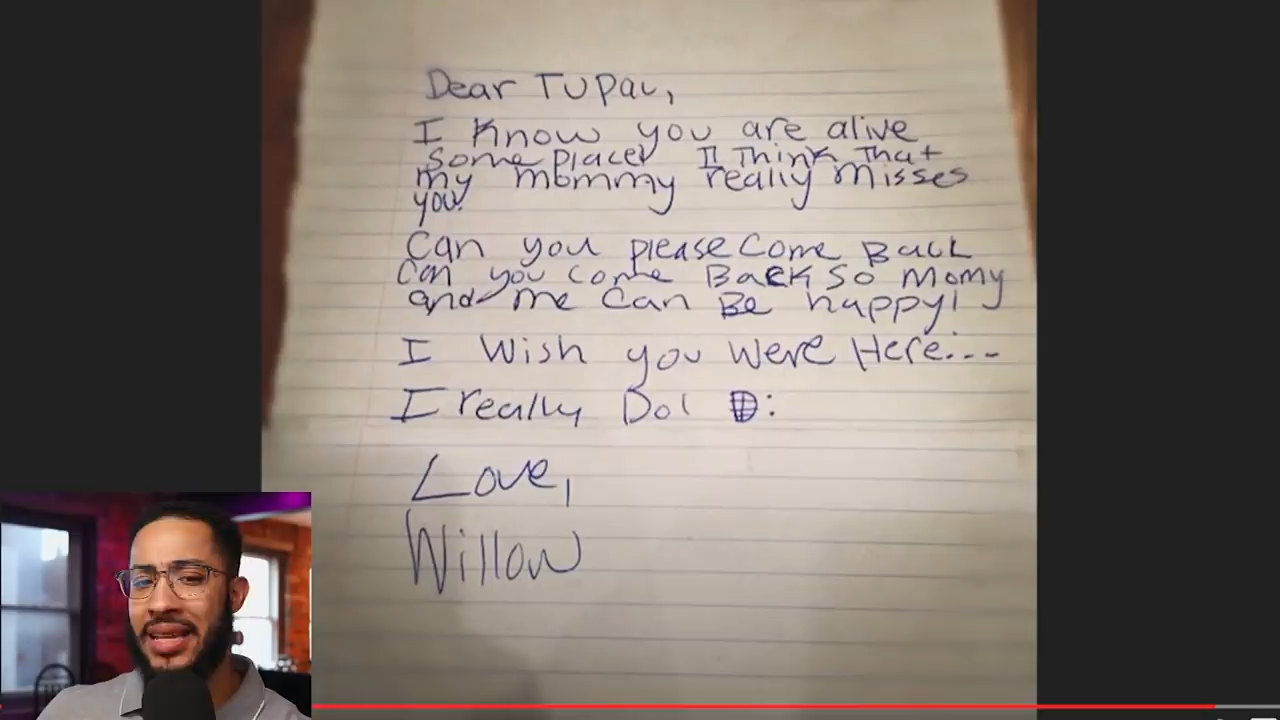 Dear Tupac,
I Know you are alive
some place! I Think That
my mommy really misses
you.
Can you please Come Back
Can you come Back So Momy
and me Can Be happy!
I Wish you Were Here...
I really Do!
Love,
Willow